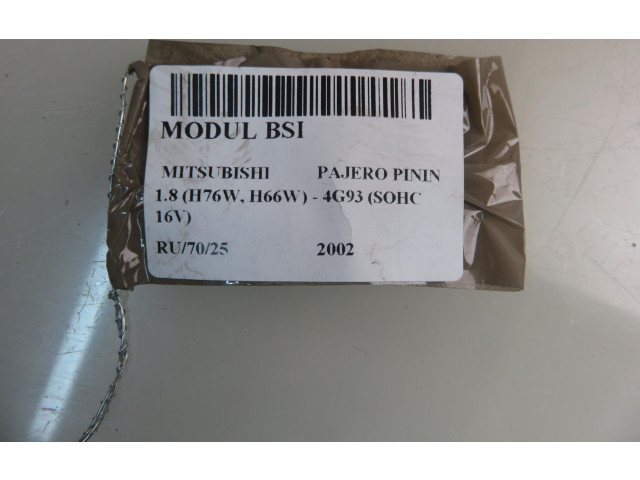 MODUL BSI
MITSUBISHI PAJERO PININ
1.8 (H76W, H66W) - 4G93 (SOHC
16V)
RU/70/25 2002